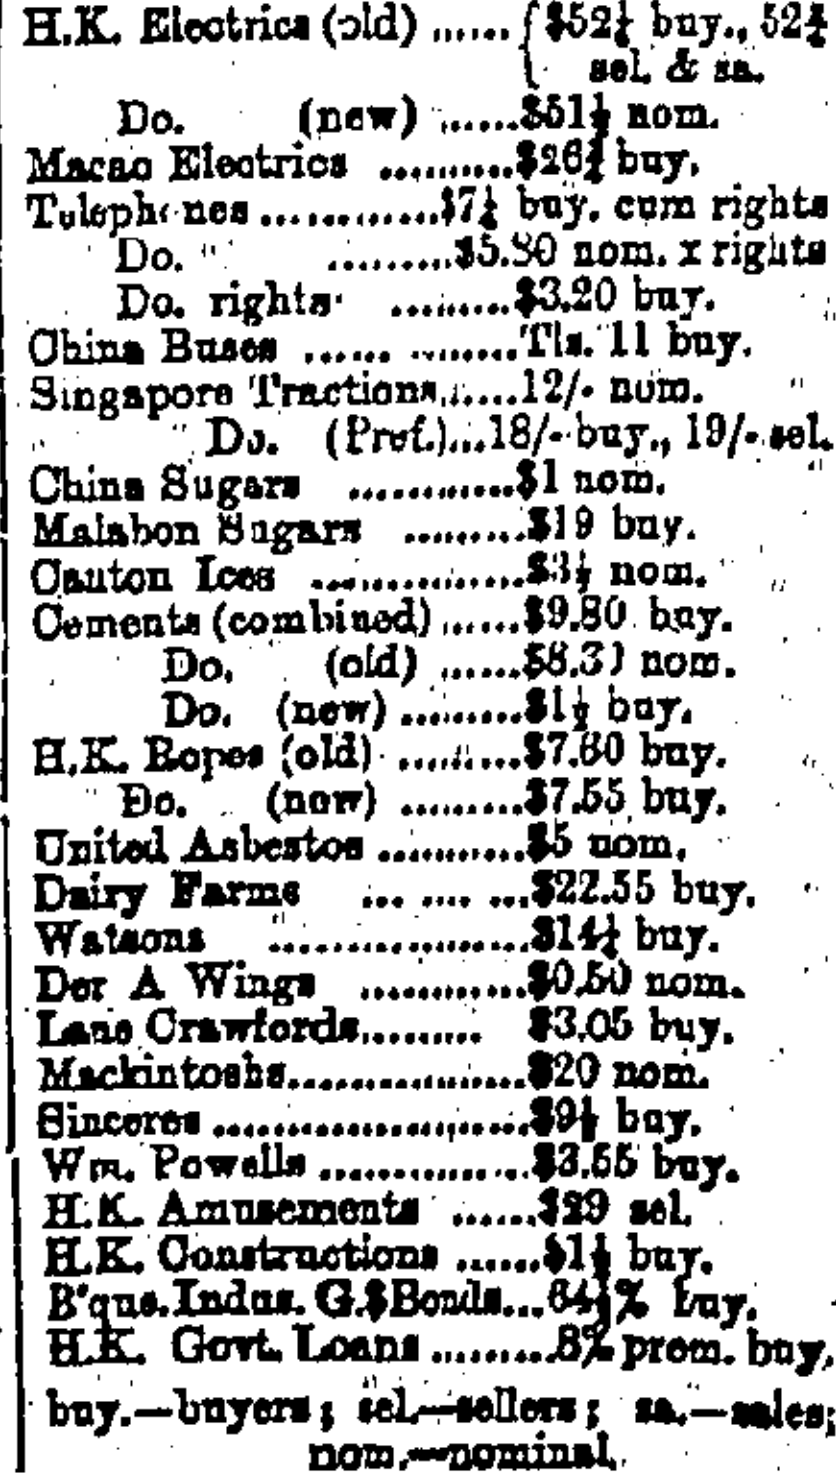 H.K. Electrics (old) ...... $52¼ buy., 52¾
sel. & sa.
Do. (new) ...... $51½ nom.
Macao Electrics .......... $26¾ buy.
Telephones ............. $7¼ buy. cum rights
Do. ......... $5.80 nom. x rights
Do. rights ......... $3.20 buy.
China Buses ...... ........ Tls. 11 buy.
Singapore Tractions ...... 12/- nom.
Do. (Pref.)... 18/- buy., 19/- sel.
China Sugars ............ $1 nom.
Malabon Sugars ......... $19 buy.
Canton Ices ............... $3½ nom.
Cements (combined) ...... $9.80 buy.
Do. (old) ...... $8.30 nom.
Do. (new) ......... $1½ buy.
H.K. Ropes (old) ......... $7.60 buy.
Do. (new) ......... $7.55 buy.
United Asbestos ........... $5 nom.
Dairy Farms ... .... ... $22.55 buy.
Watsons ................... $14¼ buy.
Der A Wings ............ $0.50 nom.
Lane Crawfords......... $3.05 buy.
Mackintoshs.................. $20 nom.
Sinceres ........................ $9½ buy.
Wm. Powells ............... $3.55 buy.
H.K. Amusements ...... $29 sel.
H.K. Constructions ...... $1½ buy.
B'que. Indus. G.$Bonds... 64½% buy.
H.K. Govt. Loans ......... 8% prem. buy.
buy.—buyers; sel.—sellers; sa.—sales;
nom.—nominal.